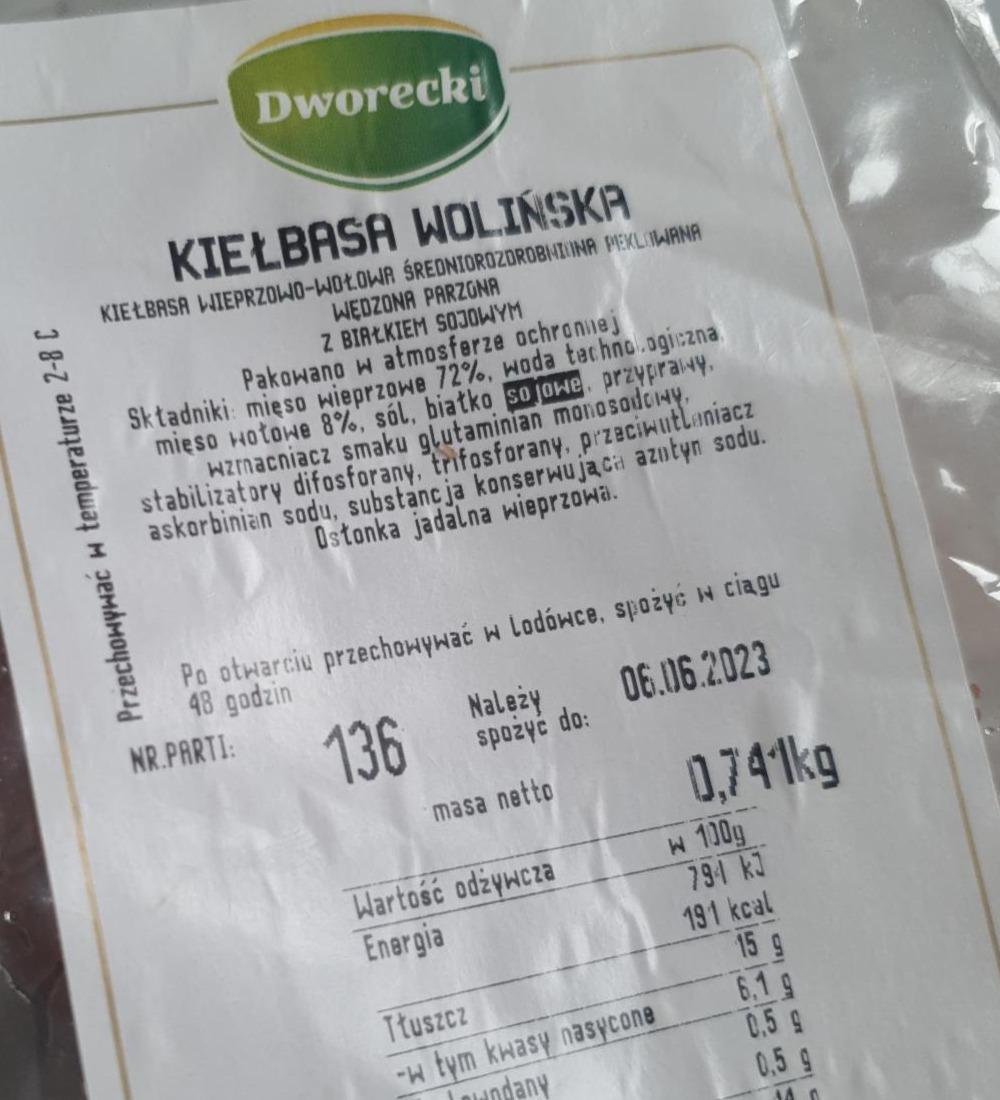 Dworecki
KIEŁBASA WOLIŃSKA
KIEŁBASA WIEPRZOWO-WOŁOWA ŚREDNIOROZDROBNIONA PEKLOWANA
WĘDZONA PARZONA
Z BIAŁKIEM SOJOWYM
Pakowano w atmosferze ochronnej
Składniki: mięso wieprzowe 72%, woda technologiczna,
mięso wołowe 8%, sól, białko sojowe, przyprawy,
wzmacniacz smaku glutaminian monosodowy,
stabilizatory difosforany, trifosforany, przeciwutleniacz
askorbinian sodu, substancja konserwująca azotyn sodu.
Osłonka jadalna wieprzowa.
Przechowywać w temperaturze 2-8 C
Po otwarciu przechowywać w lodówce, spożyć w ciągu
48 godzin
NR.PARTI: 136
Należy
spożyć do: 06.06.2023
masa netto 0,741kg
Wartość odżywcza w 100g
Energia 791 kJ
191 kcal
Tłuszcz 15 g
-w tym kwasy nasycone 6,1 g
0,5 g
0,5 g